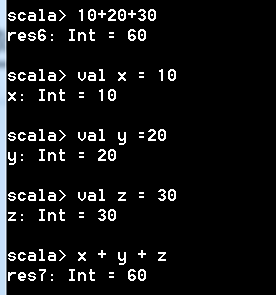 scala> 10+20+30
res6: Int = 60
scala> val x = 10
x: Int = 10
scala> val y =20
y: Int = 20
scala> val z = 30
z: Int = 30
scala> x + y + z
res7: Int = 60